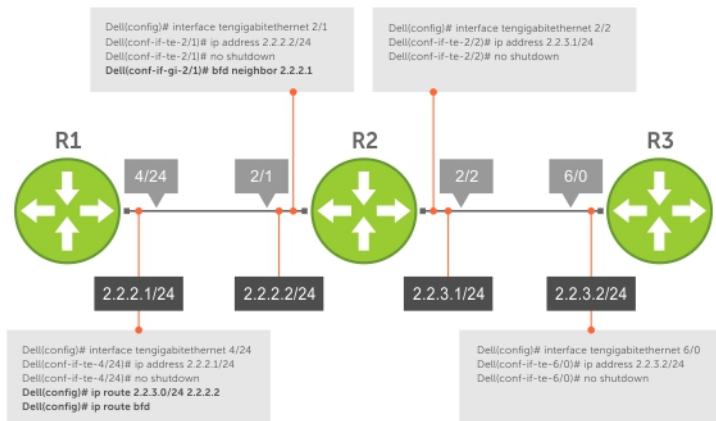 Dell(config)# interface tengigabitethernet 2/1
Dell(conf-if-te-2/1)# ip address 2.2.2.2/24
Dell(conf-if-te-2/1)# no shutdown
Dell(conf-if-gi-2/1)# bfd neighbor 2.2.2.1
Dell(config)# interface tengigabitethernet 2/2
Dell(conf-if-te-2/2)# ip address 2.2.3.1/24
Dell(conf-if-te-2/2)# no shutdown
R1
R2
R3
4/24
2/1
2/2
6/0
2.2.2.1/24
2.2.2.2/24
2.2.3.1/24
2.2.3.2/24
Dell(config)# interface tengigabitethernet 4/24
Dell(conf-if-te-4/24)# ip address 2.2.2.1/24
Dell(conf-if-te-4/24)# no shutdown
Dell(config)# ip route 2.2.3.0/24 2.2.2.2
Dell(config)# ip route bfd
Dell(config)# interface tengigabitethernet 6/0
Dell(conf-if-te-6/0)# ip address 2.2.3.2/24
Dell(conf-if-te-6/0)# no shutdown